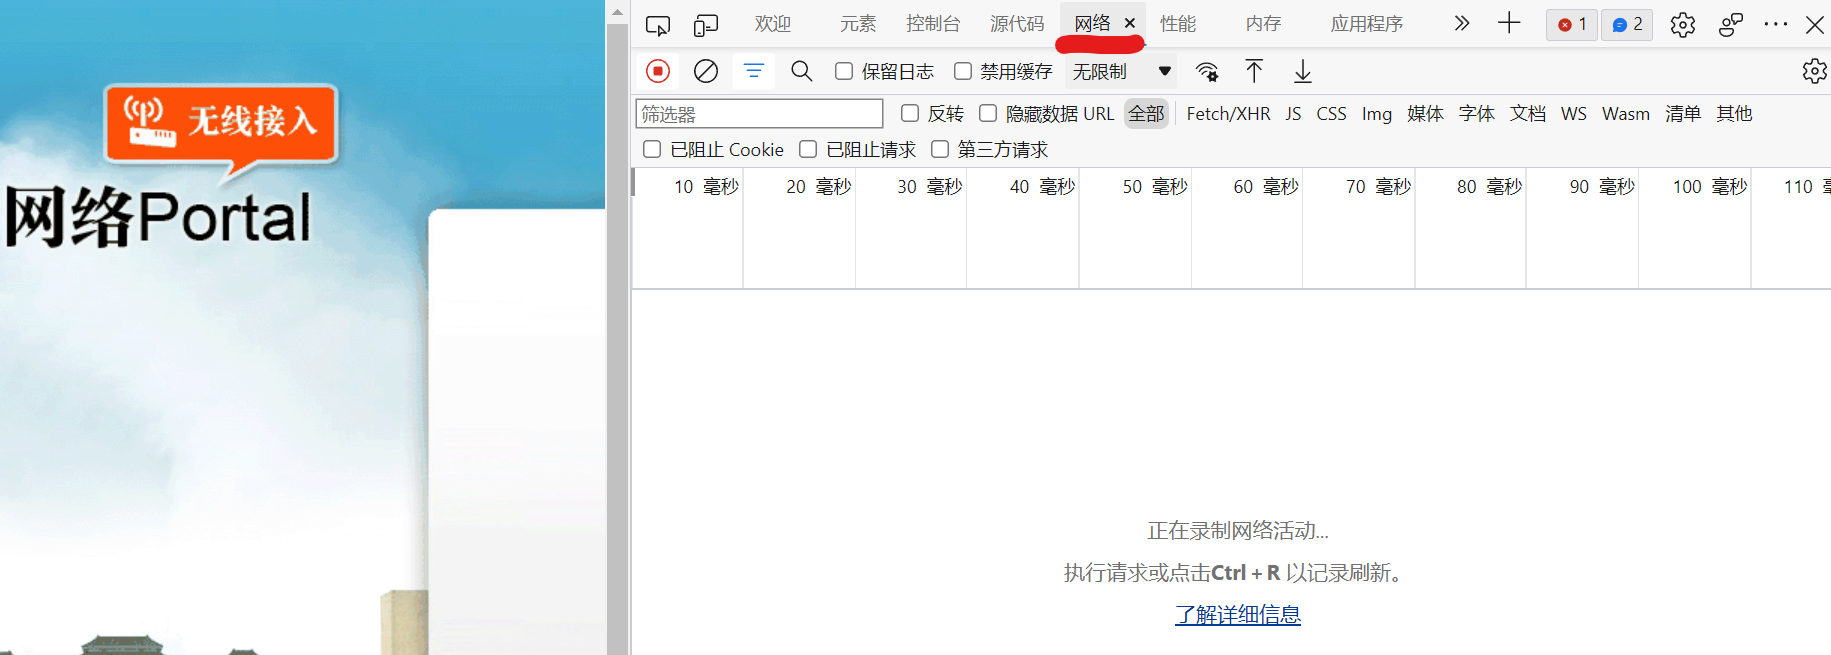 无线接入
网络Portal
欢迎 元素 控制台 源代码 网络 性能 内存 应用程序 1 2
保留日志 禁用缓存 无限制
筛选器 反转 隐藏数据 URL 全部 Fetch/XHR JS CSS Img 媒体 字体 文档 WS Wasm 清单 其他
已阻止 Cookie 已阻止请求 第三方请求
10 毫秒 20 毫秒 30 毫秒 40 毫秒 50 毫秒 60 毫秒 70 毫秒 80 毫秒 90 毫秒 100 毫秒 110
正在录制网络活动...
执行请求或点击Ctrl + R 以记录刷新。
了解详细信息